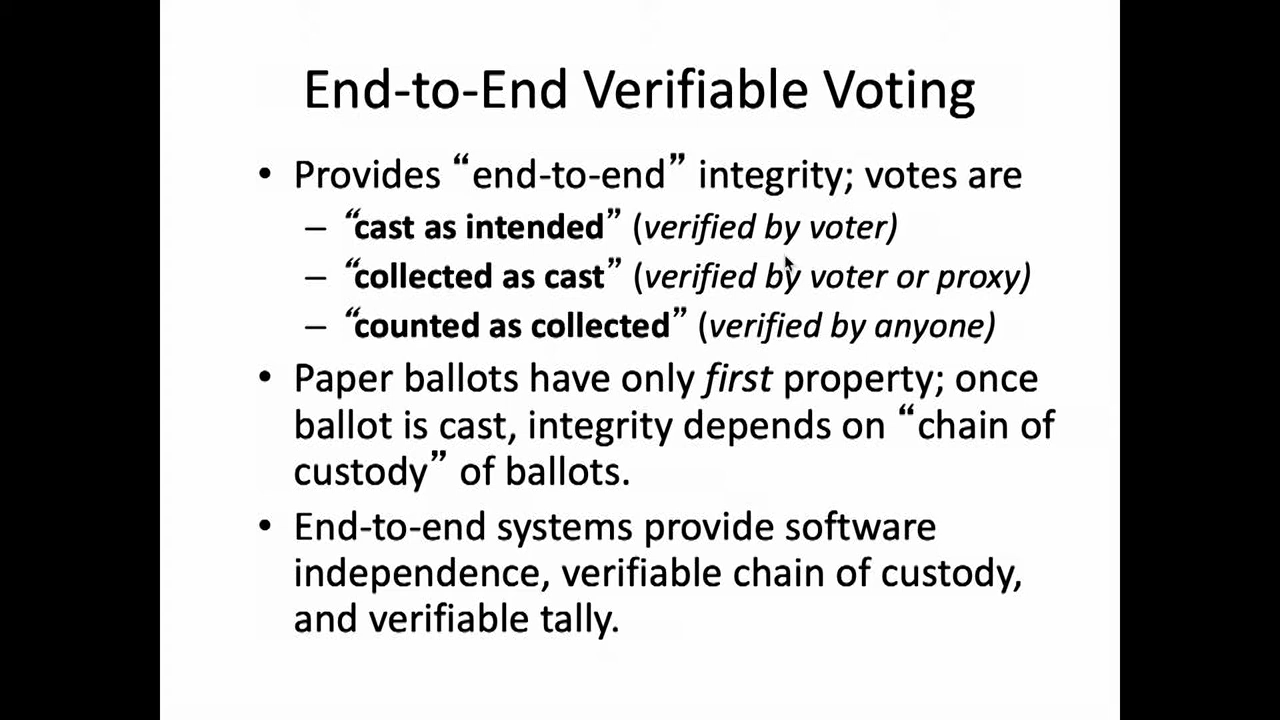 End-to-End Verifiable Voting
• Provides “end-to-end” integrity; votes are
– “cast as intended” (verified by voter)
– “collected as cast” (verified by voter or proxy)
– “counted as collected” (verified by anyone)
• Paper ballots have only first property; once
ballot is cast, integrity depends on “chain of
custody” of ballots.
• End-to-end systems provide software
independence, verifiable chain of custody,
and verifiable tally.